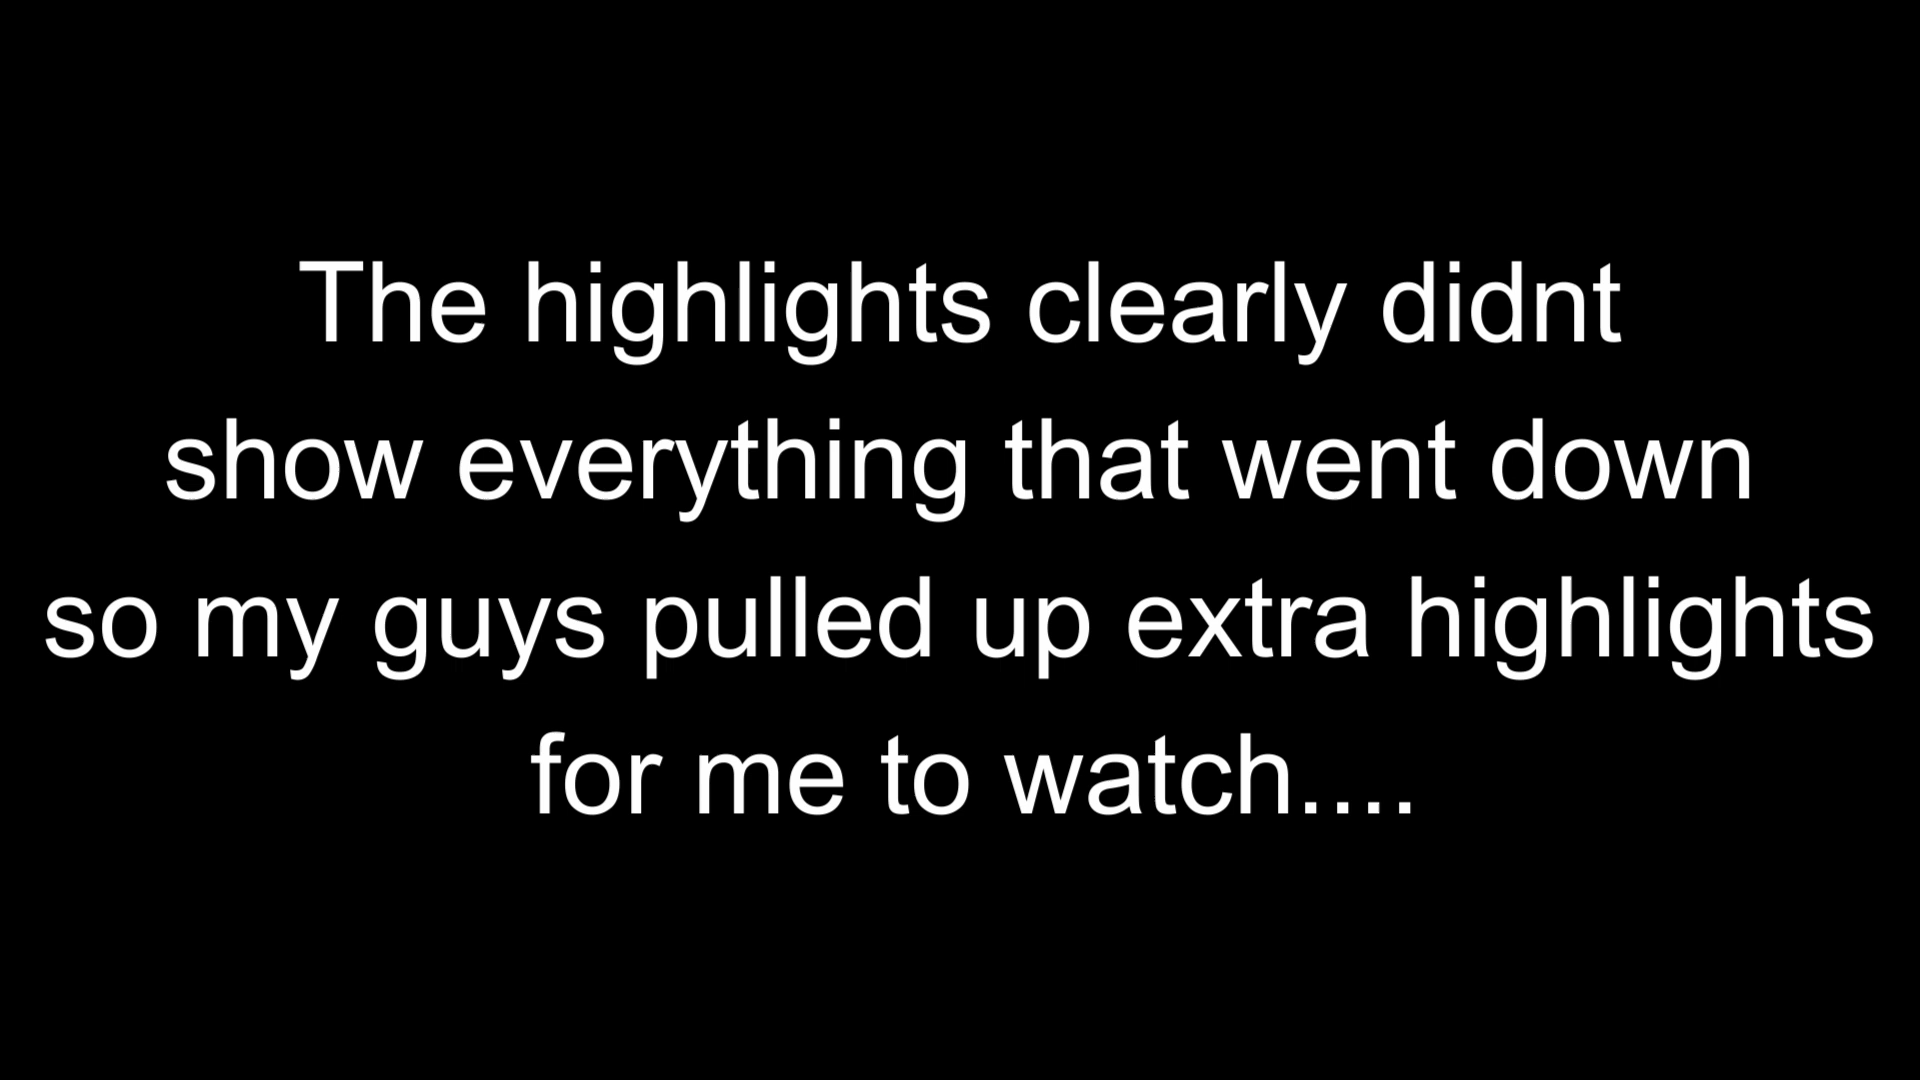 The highlights clearly didnt
show everything that went down
so my guys pulled up extra highlights
for me to watch....